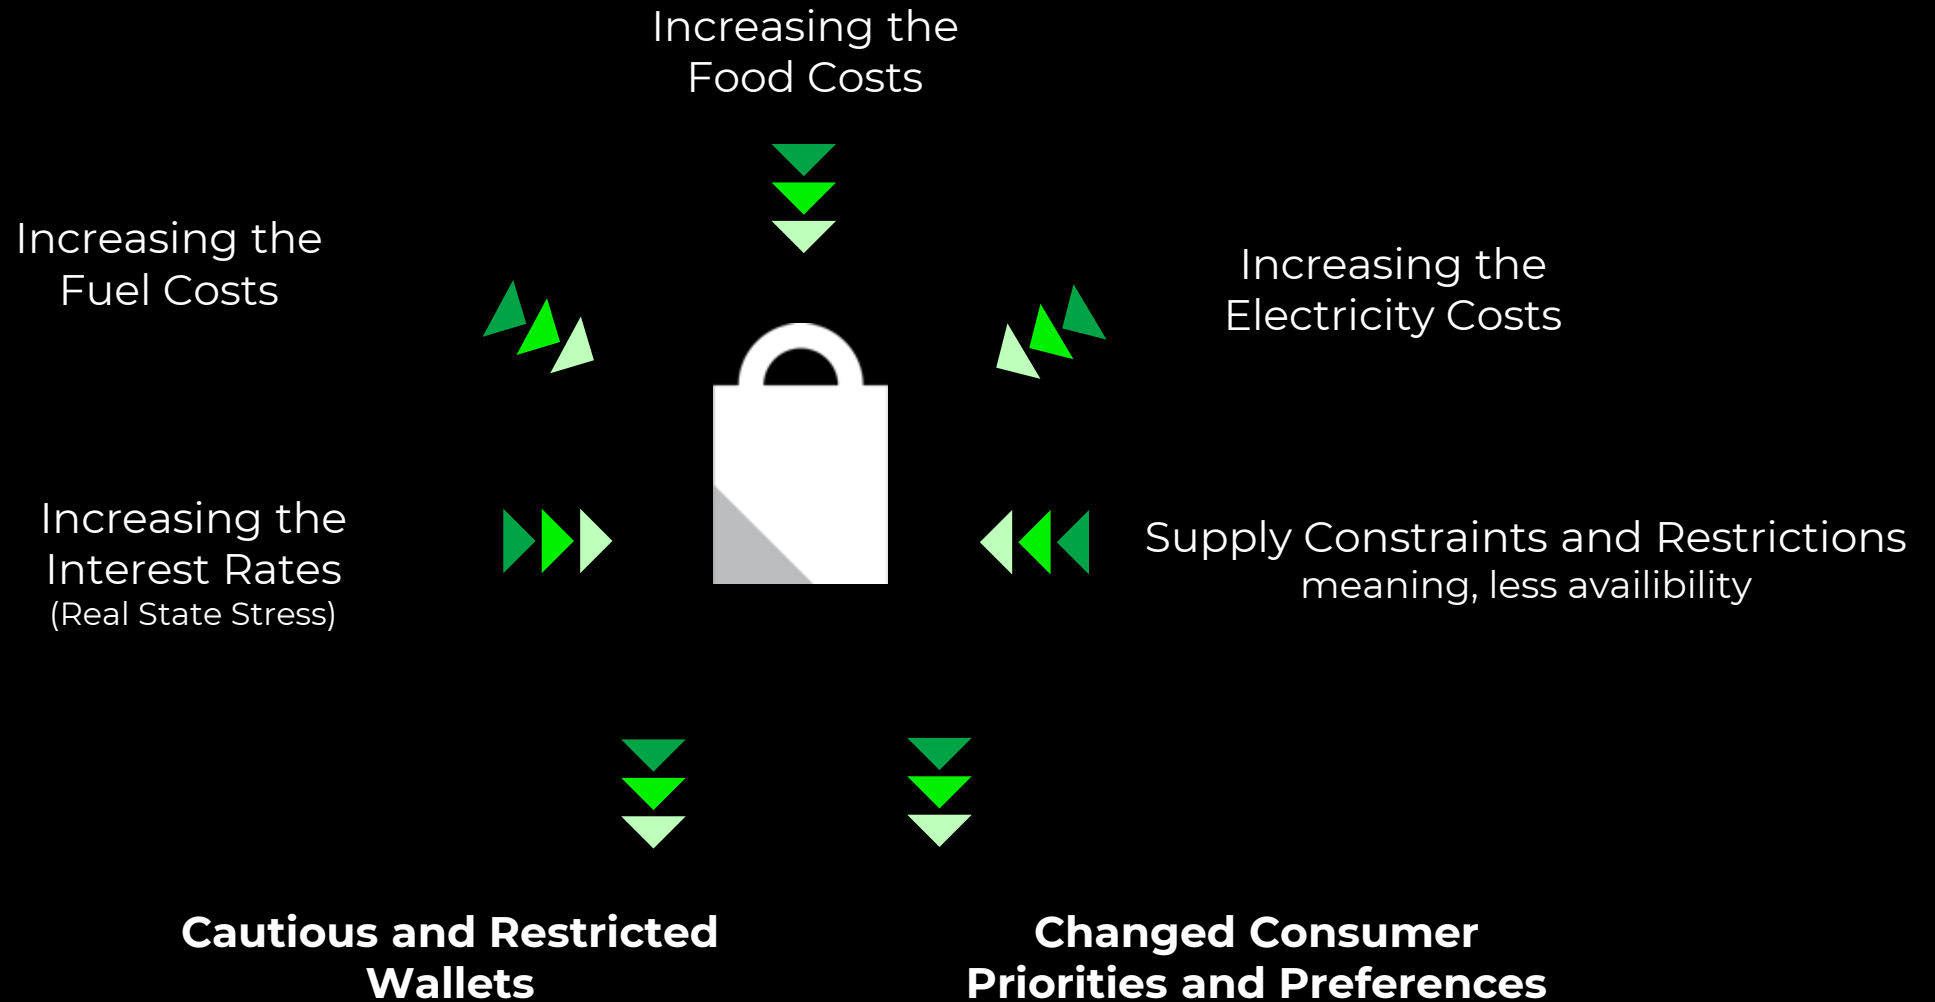 Increasing the
Food Costs
Increasing the
Fuel Costs
Increasing the
Electricity Costs
Increasing the
Interest Rates
(Real State Stress)
Supply Constraints and Restrictions
meaning, less availibility
Cautious and Restricted
Wallets
Changed Consumer
Priorities and Preferences